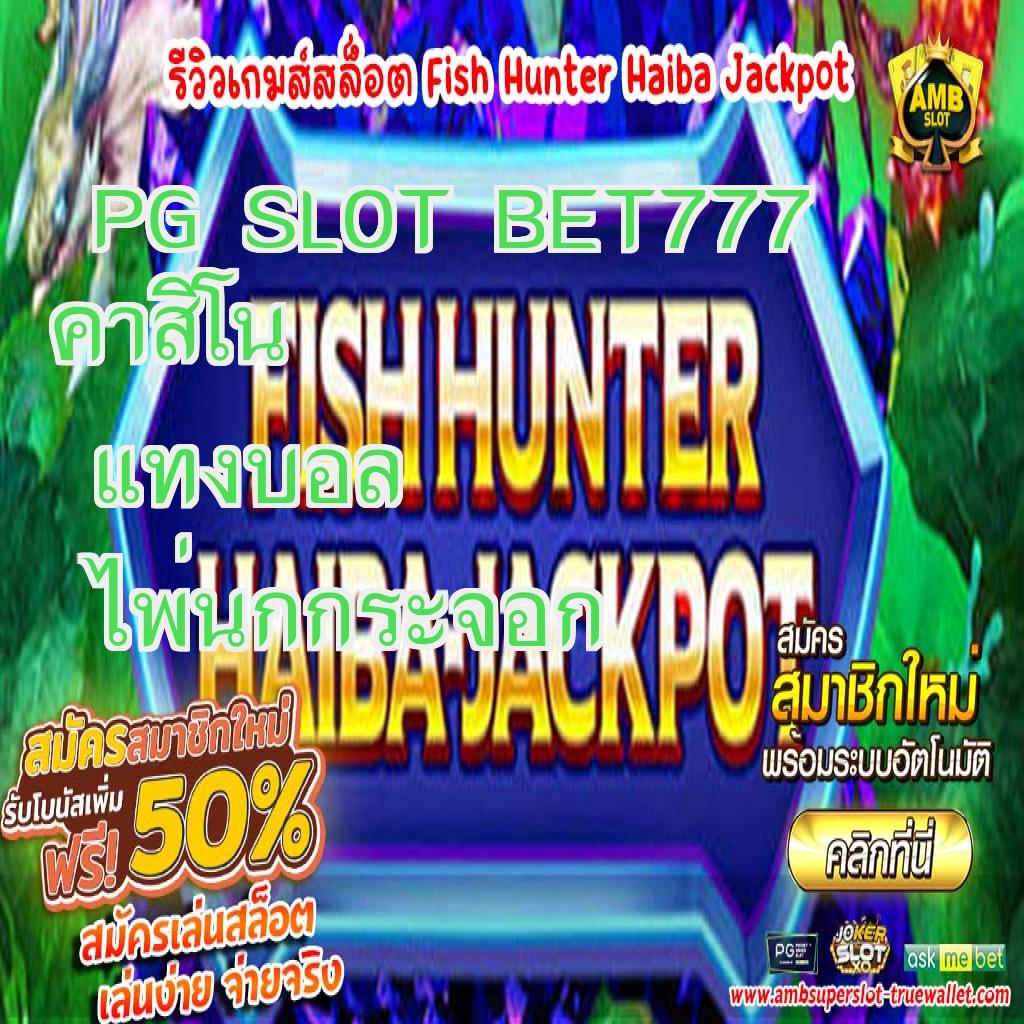 รีวิวเกมส์สล็อต Fish Hunter Haiba Jackpot
AMB
SLOT
PG SLOT BET777
คาสิโน
FISH HUNTER
แทงบอล
HAIBA-JACKPOT
ไพ่นกกระจอก
สมัคร
สมาชิกใหม่
พร้อมระบบอัตโนมัติ
คลิกที่นี่
สมัครสมาชิกใหม่
รับโบนัสเพิ่ม
ฟรี! 50%
สมัครเล่นสล็อต
เล่นง่าย จ่ายจริง
PG
JOKER
SLOT
XO
ask me bet
www.ambsuperslot-truewallet.com